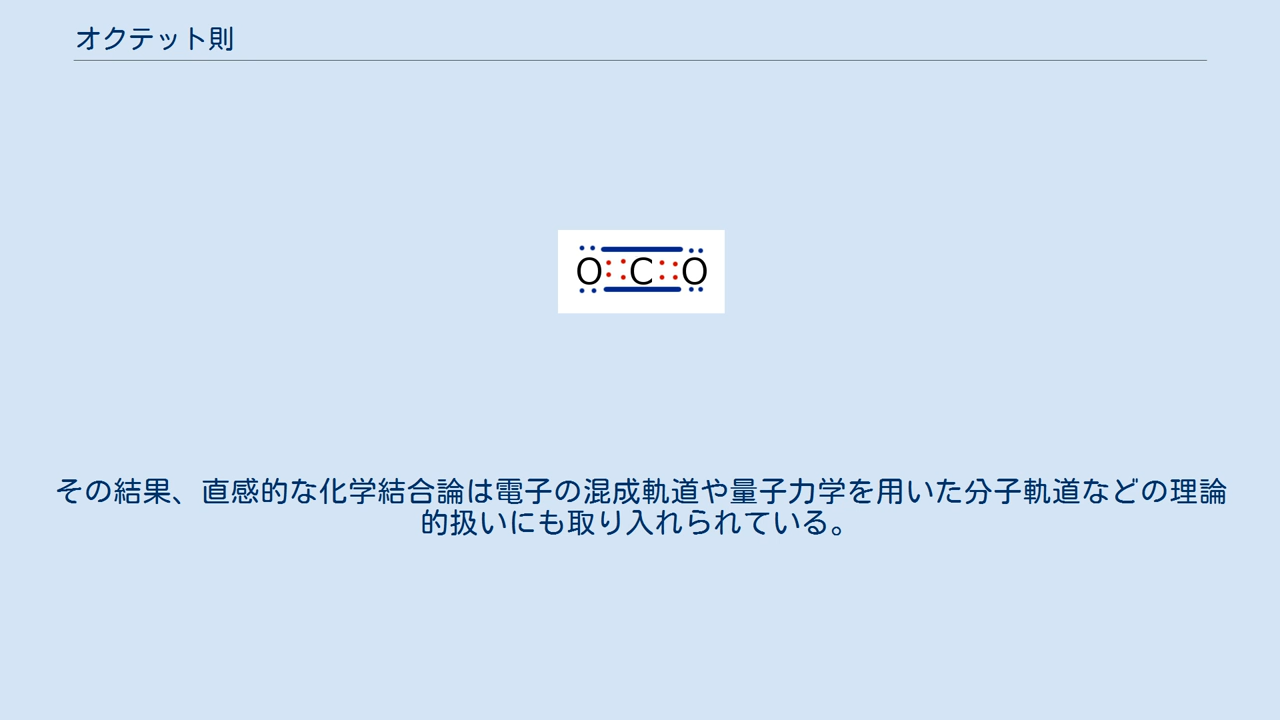 オクテット則
O C O
その結果、直感的な化学結合論は電子の混成軌道や量子力学を用いた分子軌道などの理論
的扱いにも取り入れられている。